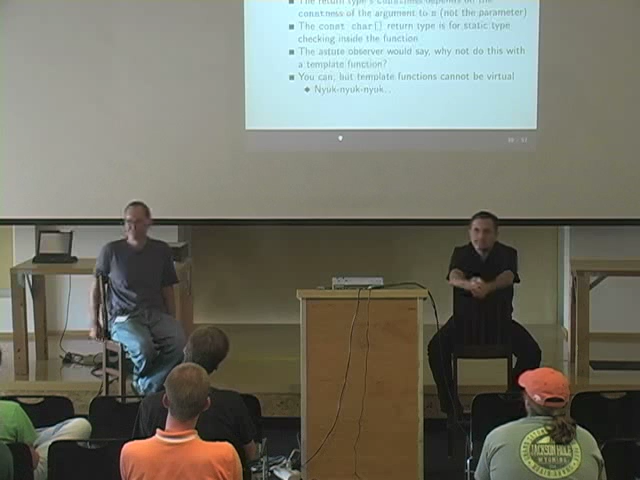 The return type's constness depends on the
constness of the argument to s (not the parameter)
The const char[] return type is for static type
checking inside the function
The astute observer would say, why not do this with
a template function?
You can, but template functions cannot be virtual
Nyuk-nyuk-nyuk..
JACKSON HOLE
WYOMING